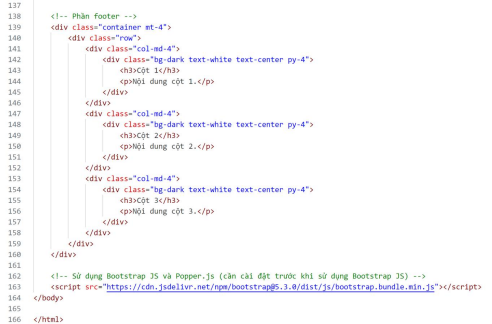 137
138 <!-- Phần footer -->
139 <div class="container mt-4">
140 <div class="row">
141 <div class="col-md-4">
142 <div class="bg-dark text-white text-center py-4">
143 <h3>Cột 1</h3>
144 <p>Nội dung cột 1.</p>
145 </div>
146 </div>
147 <div class="col-md-4">
148 <div class="bg-dark text-white text-center py-4">
149 <h3>Cột 2</h3>
150 <p>Nội dung cột 2.</p>
151 </div>
152 </div>
153 <div class="col-md-4">
154 <div class="bg-dark text-white text-center py-4">
155 <h3>Cột 3</h3>
156 <p>Nội dung cột 3.</p>
157 </div>
158 </div>
159 </div>
160 </div>
161
162 <!-- Sử dụng Bootstrap JS và Popper.js (cần cài đặt trước khi sử dụng Bootstrap JS) -->
163 <script src="https://cdn.jsdelivr.net/npm/bootstrap@5.3.0/dist/js/bootstrap.bundle.min.js"></script>
164 </body>
165
166 </html>